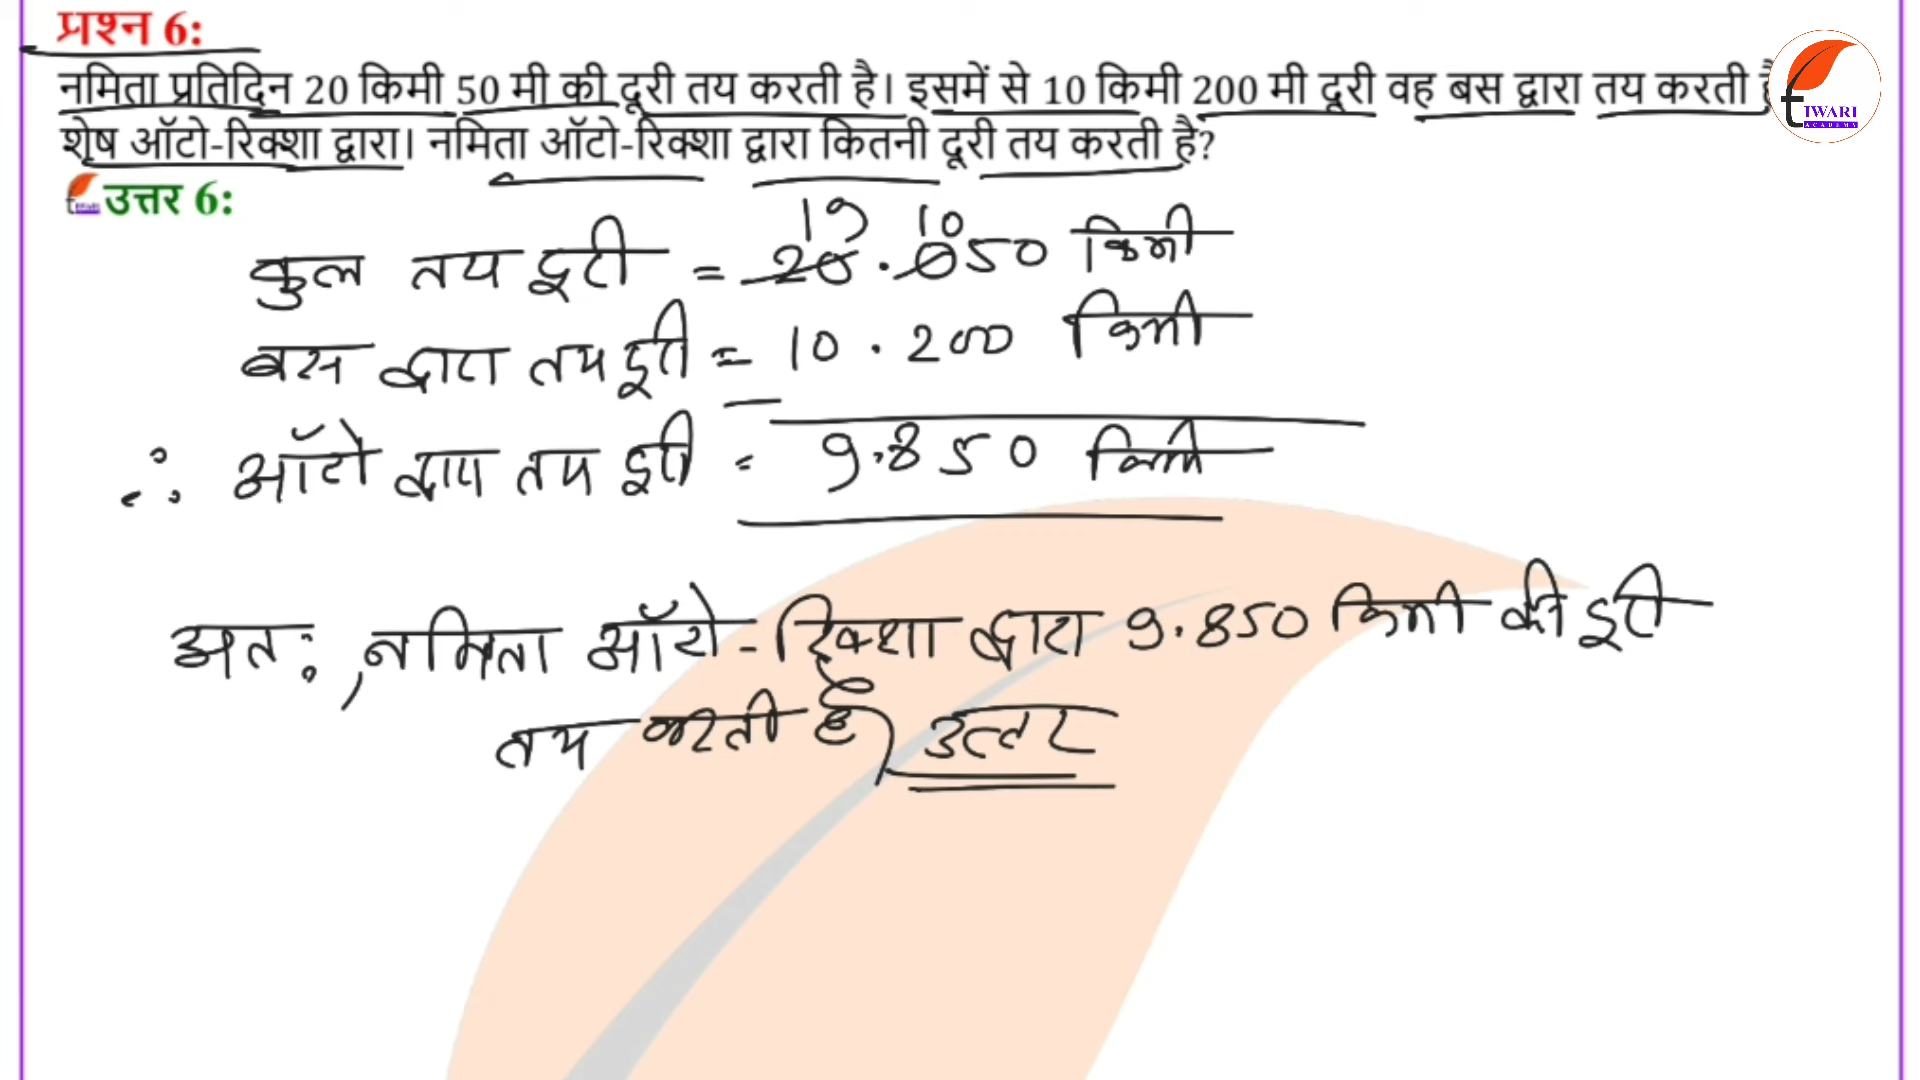 प्रश्न 6:
नमिता प्रतिदिन 20 किमी 50 मी की दूरी तय करती है। इसमें से 10 किमी 200 मी दूरी वह बस द्वारा तय करती है
शेष ऑटो-रिक्शा द्वारा। नमिता ऑटो-रिक्शा द्वारा कितनी दूरी तय करती है?
TIWARI
ACADEMY
उत्तर 6:
19 10
कुल तय दूरी = 20.050 किमी
बस द्वारा तय दूरी = 10.200 किमी
∴ ऑटो द्वारा तय दूरी = 9.850 किमी
अतः, नमिता ऑटो-रिक्शा द्वारा 9.850 किमी की दूरी
तय करती है। उत्तर